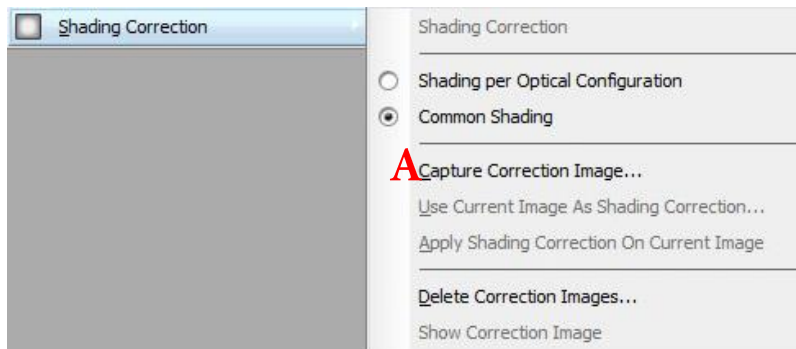 Shading Correction
Shading Correction
Shading per Optical Configuration
Common Shading
A
Capture Correction Image...
Use Current Image As Shading Correction...
Apply Shading Correction On Current Image
Delete Correction Images...
Show Correction Image